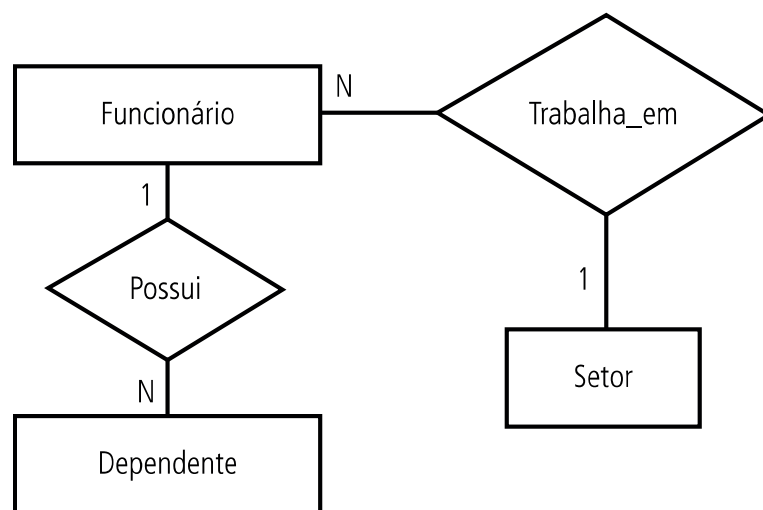 N
Funcionário
Trabalha_em
1
Possui
1
Setor
N
Dependente